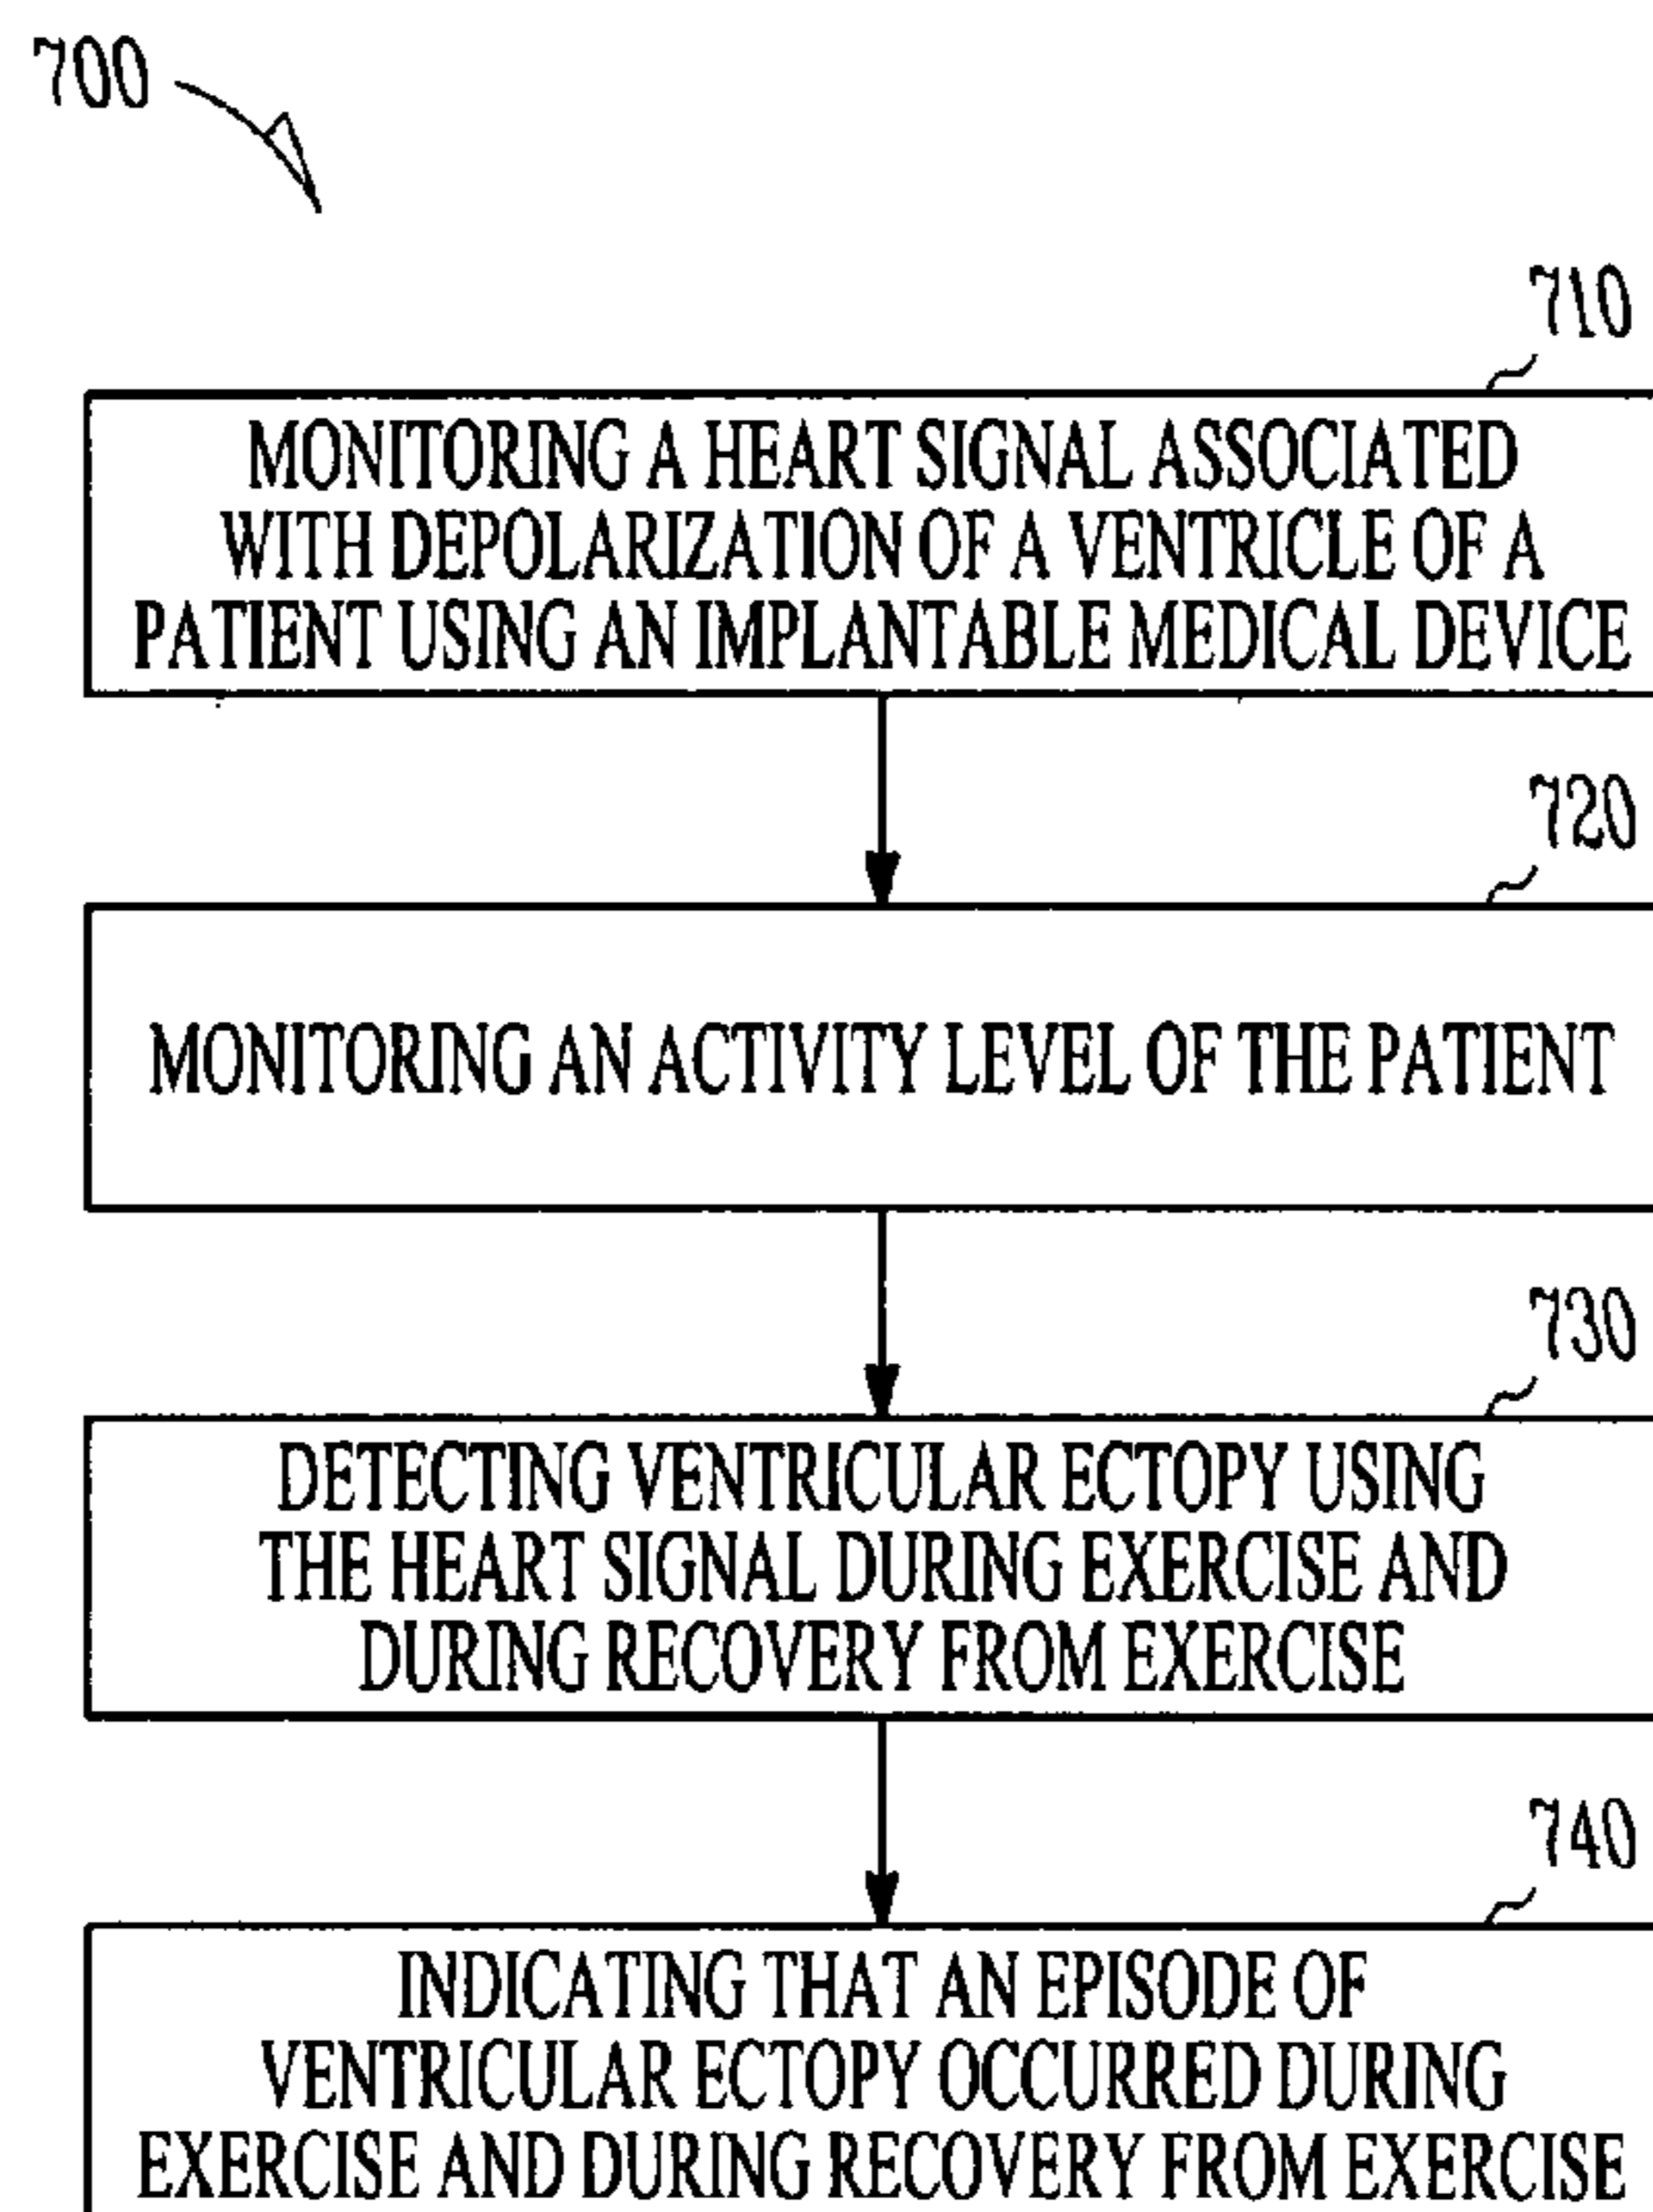 700
710
MONITORING A HEART SIGNAL ASSOCIATED
WITH DEPOLARIZATION OF A VENTRICLE OF A
PATIENT USING AN IMPLANTABLE MEDICAL DEVICE
720
MONITORING AN ACTIVITY LEVEL OF THE PATIENT
730
DETECTING VENTRICULAR ECTOPY USING
THE HEART SIGNAL DURING EXERCISE AND
DURING RECOVERY FROM EXERCISE
740
INDICATING THAT AN EPISODE OF
VENTRICULAR ECTOPY OCCURRED DURING
EXERCISE AND DURING RECOVERY FROM EXERCISE